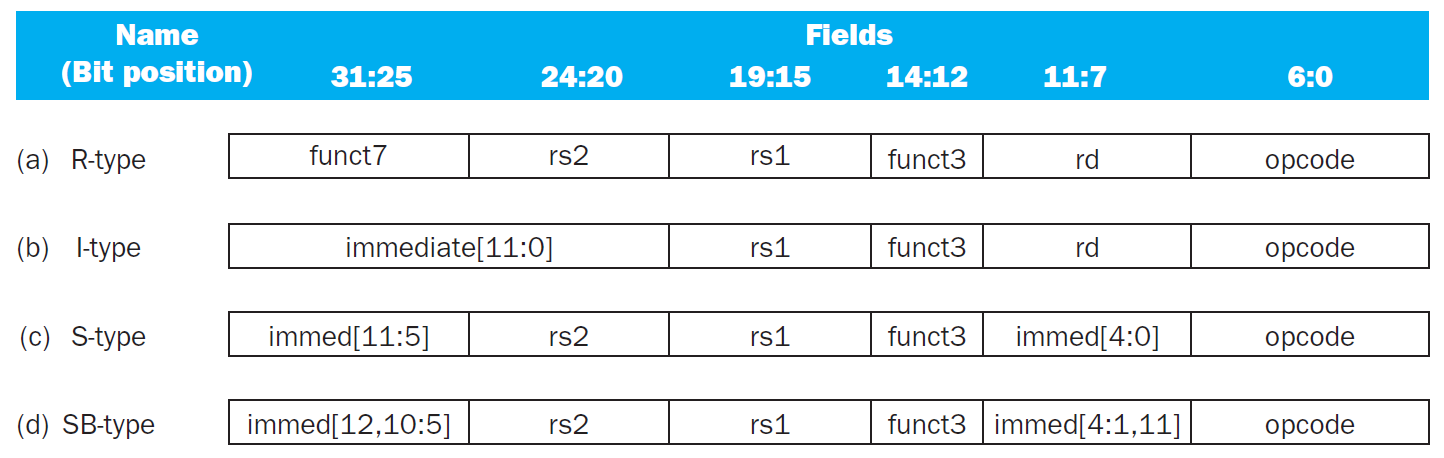 Name Fields
(Bit position) 31:25 24:20 19:15 14:12 11:7 6:0
(a) R-type funct7 rs2 rs1 funct3 rd opcode
(b) I-type immediate[11:0] rs1 funct3 rd opcode
(c) S-type immed[11:5] rs2 rs1 funct3 immed[4:0] opcode
(d) SB-type immed[12,10:5] rs2 rs1 funct3 immed[4:1,11] opcode